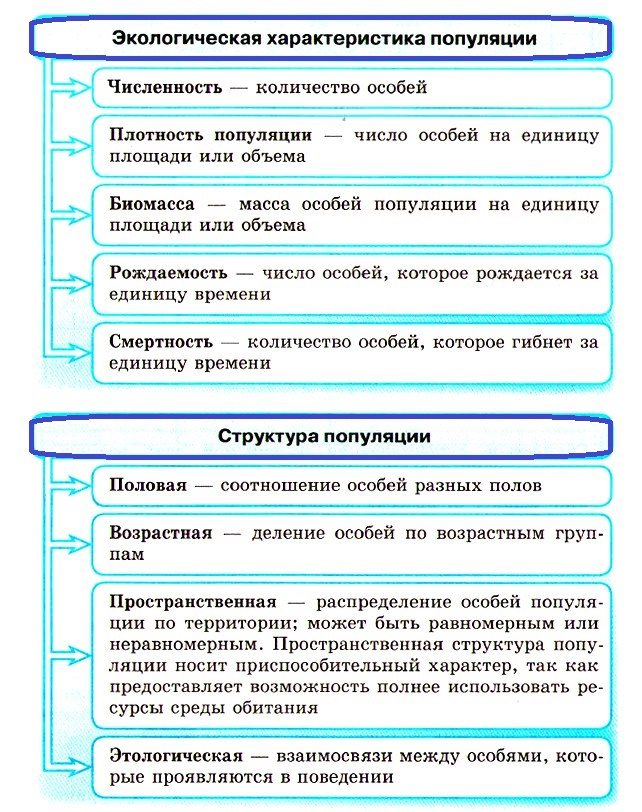 Экологическая характеристика популяции
Численность — количество особей
Плотность популяции — число особей на единицу
площади или объема
Биомасса — масса особей популяции на единицу
площади или объема
Рождаемость — число особей, которое рождается за
единицу времени
Смертность — количество особей, которое гибнет за
единицу времени
Структура популяции
Половая — соотношение особей разных полов
Возрастная — деление особей по возрастным груп-
пам
Пространственная — распределение особей популя-
ции по территории; может быть равномерным или
неравномерным. Пространственная структура попу-
ляции носит приспособительный характер, так как
предоставляет возможность полнее использовать ре-
сурсы среды обитания
Этологическая — взаимосвязи между особями, кото-
рые проявляются в поведении